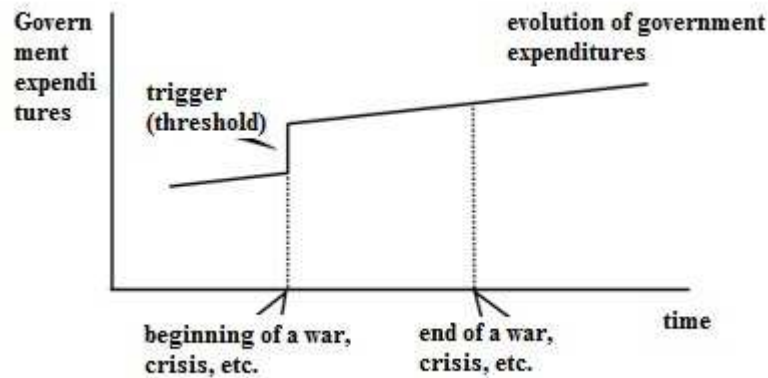 Govern
ment
expendi
tures
evolution of government
expenditures
trigger
(threshold)
beginning of a war,
crisis, etc.
end of a war,
crisis, etc.
time